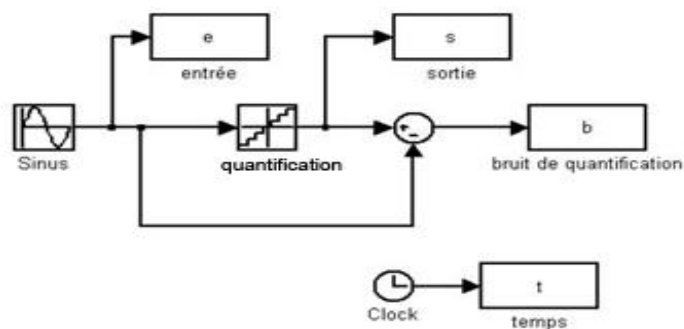 e
entrée
s
sortie
Sinus
quantification
b
bruit de quantification
t
Clock
temps